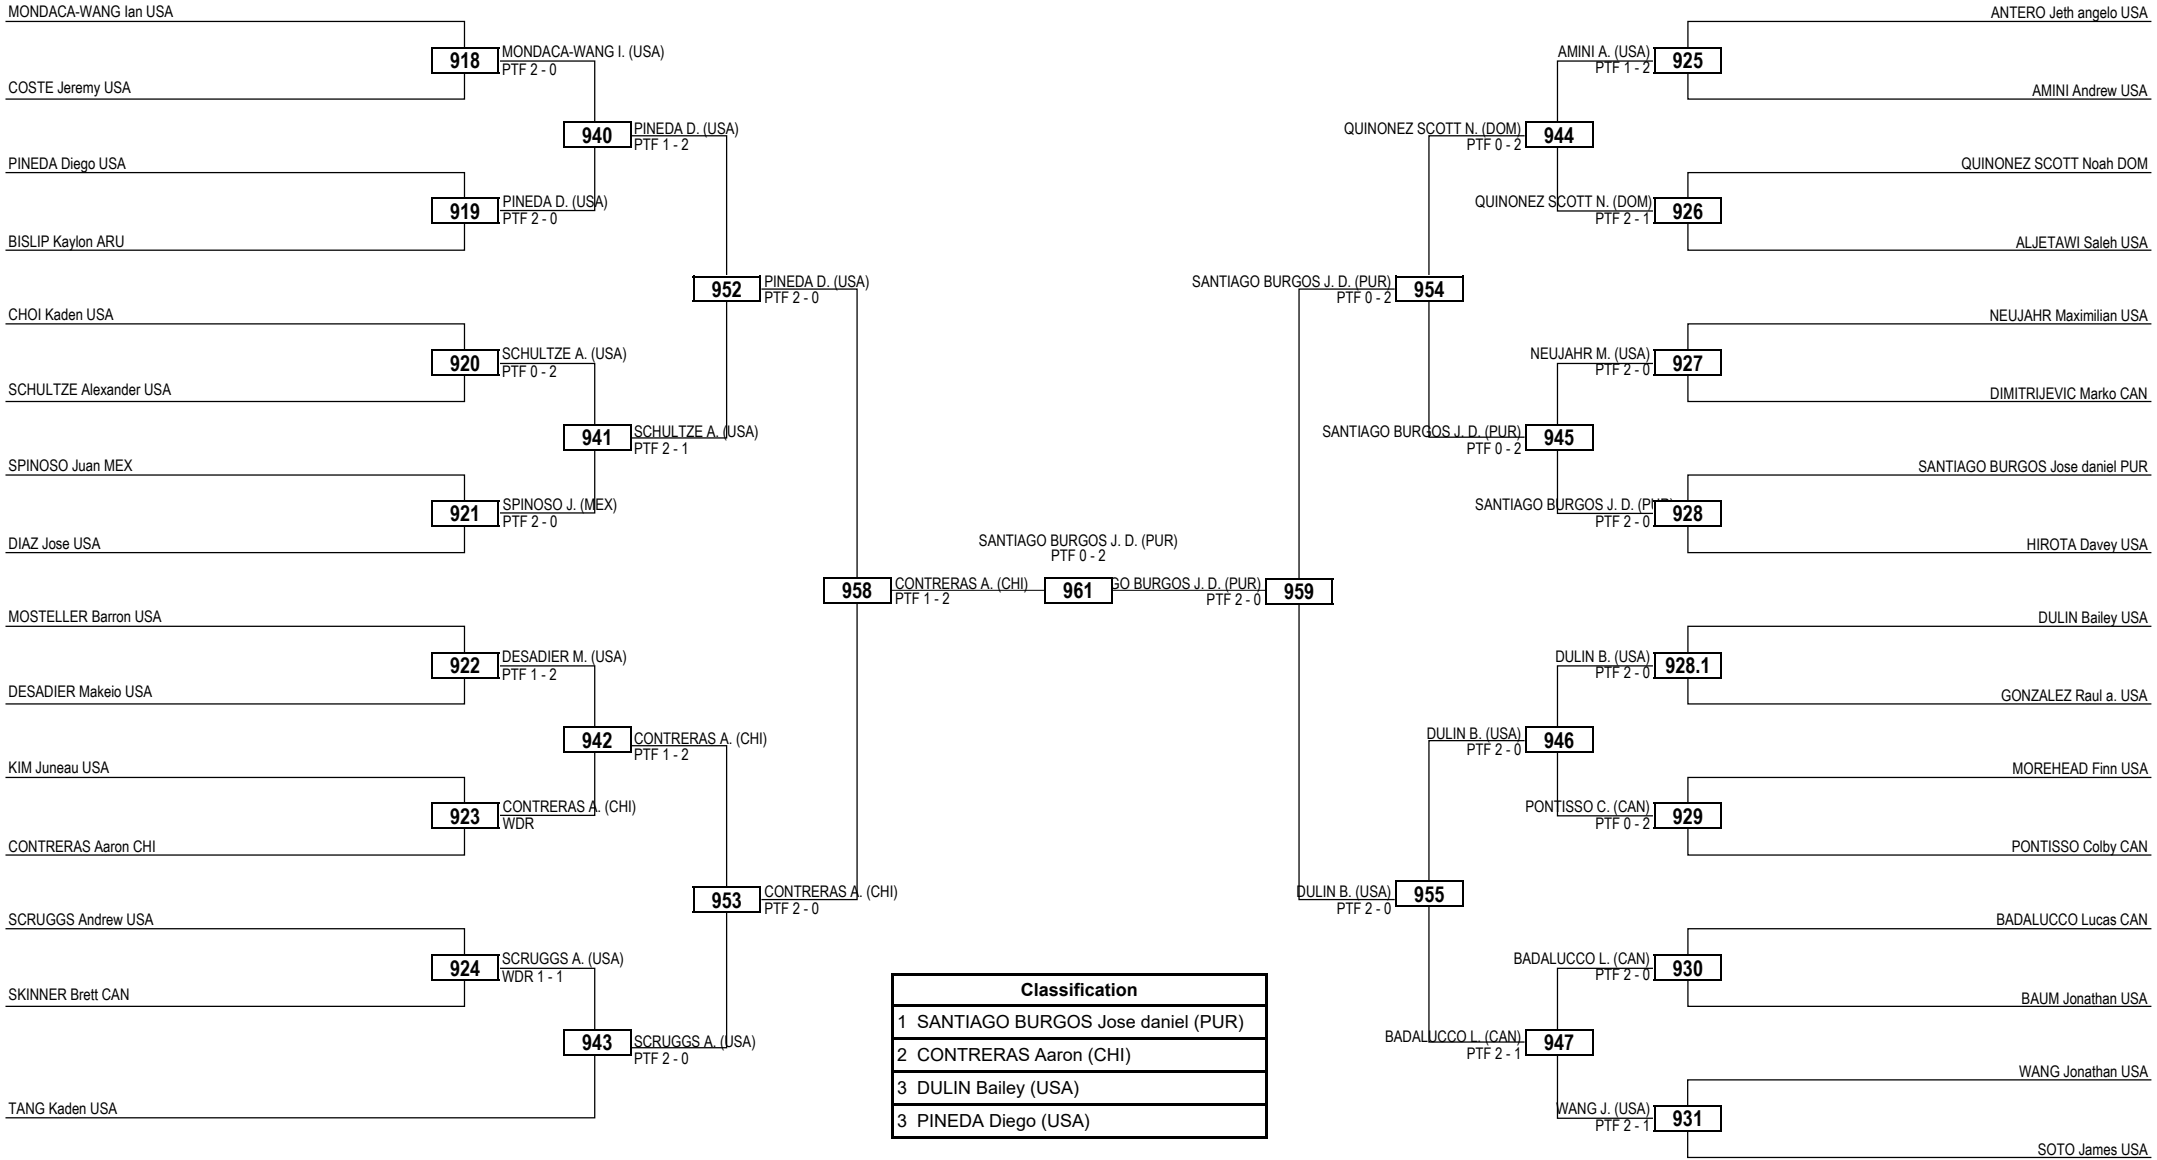 MONDACA-WANG Ian USA
918
MONDACA-WANG I. (USA)
PTF 2 - 0
COSTE Jeremy USA
940
PINEDA D. (USA)
PTF 1 - 2
PINEDA Diego USA
919
PINEDA D. (USA)
PTF 2 - 0
BISLIP Kaylon ARU
952
PINEDA D. (USA)
PTF 2 - 0
CHOI Kaden USA
920
SCHULTZE A. (USA)
PTF 0 - 2
SCHULTZE Alexander USA
941
SCHULTZE A. (USA)
PTF 2 - 1
SPINOSO Juan MEX
921
SPINOSO J. (MEX)
PTF 2 - 0
DIAZ Jose USA
958
CONTRERAS A. (CHI)
PTF 1 - 2
MOSTELLER Barron USA
922
DESADIER M. (USA)
PTF 1 - 2
DESADIER Makeio USA
942
CONTRERAS A. (CHI)
PTF 1 - 2
KIM Juneau USA
923
CONTRERAS A. (CHI)
WDR
CONTRERAS Aaron CHI
953
CONTRERAS A. (CHI)
PTF 2 - 0
SCRUGGS Andrew USA
924
SCRUGGS A. (USA)
WDR 1 - 1
SKINNER Brett CAN
943
SCRUGGS A. (USA)
PTF 2 - 0
TANG Kaden USA
SANTIAGO BURGOS J. D. (PUR)
PTF 0 - 2
961
ANTERO Jeth angelo USA
AMINI A. (USA)
PTF 1 - 2
925
AMINI Andrew USA
QUINONEZ SCOTT N. (DOM)
PTF 0 - 2
944
QUINONEZ SCOTT Noah DOM
QUINONEZ SCOTT N. (DOM)
PTF 2 - 1
926
ALJETAWI Saleh USA
SANTIAGO BURGOS J. D. (PUR)
PTF 0 - 2
954
NEUJAHR Maximilian USA
NEUJAHR M. (USA)
PTF 2 - 0
927
DIMITRIJEVIC Marko CAN
SANTIAGO BURGOS J. D. (PUR)
PTF 0 - 2
945
SANTIAGO BURGOS Jose daniel PUR
SANTIAGO BURGOS J. D. (P
PTF 2 - 0
928
HIROTA Davey USA
GO BURGOS J. D. (PUR)
PTF 2 - 0
959
DULIN Bailey USA
DULIN B. (USA)
PTF 2 - 0
928.1
GONZALEZ Raul a. USA
DULIN B. (USA)
PTF 2 - 0
946
MOREHEAD Finn USA
PONTISSO C. (CAN)
PTF 0 - 2
929
PONTISSO Colby CAN
DULIN B. (USA)
PTF 2 - 0
955
BADALUCCO Lucas CAN
BADALUCCO L. (CAN)
PTF 2 - 0
930
BAUM Jonathan USA
BADALUCCO L. (CAN)
PTF 2 - 1
947
WANG Jonathan USA
WANG J. (USA)
PTF 2 - 1
931
SOTO James USA
Classification
1 SANTIAGO BURGOS Jose daniel (PUR)
2 CONTRERAS Aaron (CHI)
3 DULIN Bailey (USA)
3 PINEDA Diego (USA)